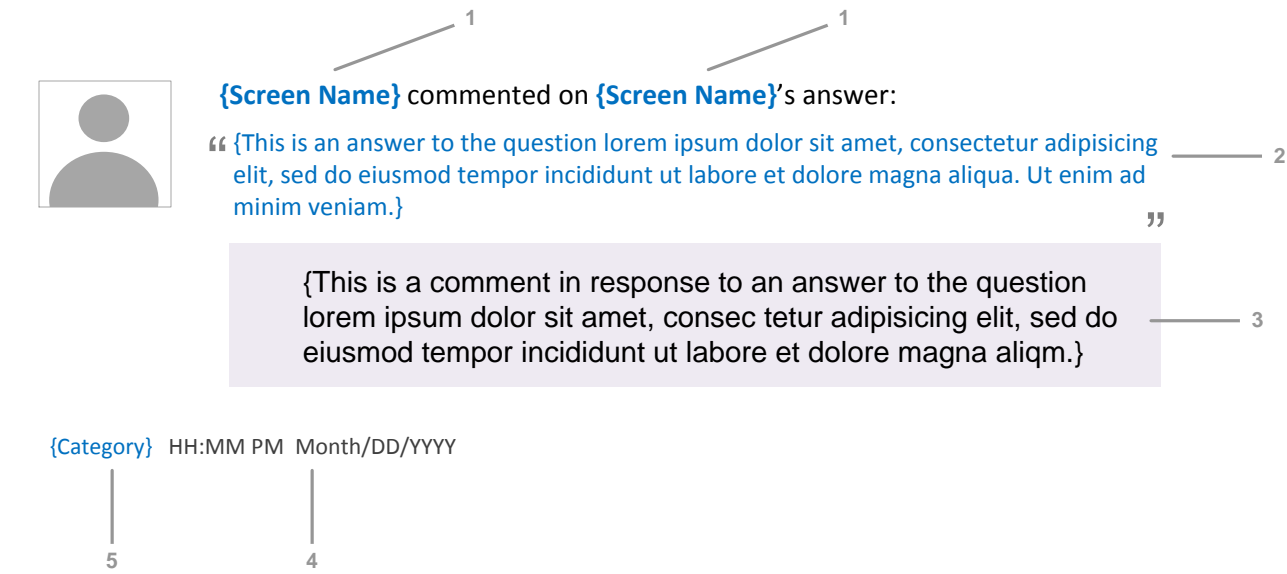 1 1
{Screen Name} commented on {Screen Name}'s answer:
“ {This is an answer to the question lorem ipsum dolor sit amet, consectetur adipisicing
elit, sed do eiusmod tempor incididunt ut labore et dolore magna aliqua. Ut enim ad
minim veniam.} ”
2
{This is a comment in response to an answer to the question
lorem ipsum dolor sit amet, consec tetur adipisicing elit, sed do
eiusmod tempor incididunt ut labore et dolore magna aliqm.}
3
{Category} HH:MM PM Month/DD/YYYY
5 4